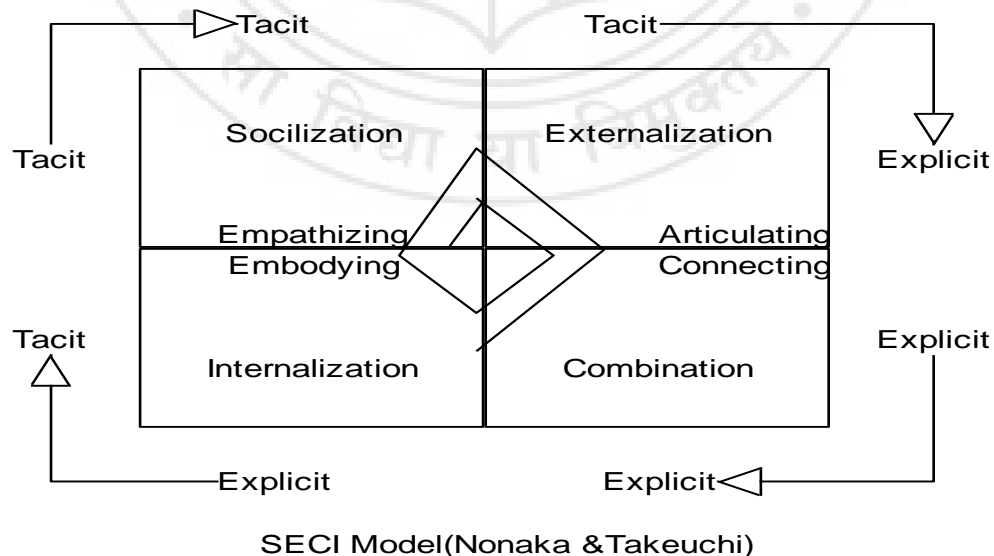 Tacit Tacit
सा विद्या या विमुक्तये
Socilization Externalization
Tacit Explicit
Empathizing Articulating
Embodying Connecting
Tacit Explicit
Internalization Combination
Explicit Explicit
SECI Model(Nonaka &Takeuchi)